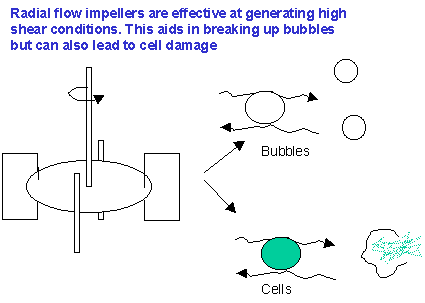 Radial flow impellers are effective at generating high
shear conditions. This aids in breaking up bubbles
but can also lead to cell damage
Bubbles
Cells